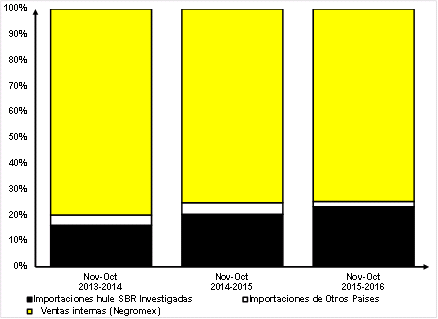 100%
90%
80%
70%
60%
50%
40%
30%
20%
10%
0%
Nov-Oct
2013-2014
Nov-Oct
2014-2015
Nov-Oct
2015-2016
Importaciones hule SBR Investigadas
Importaciones de Otros Paises
Ventas internas (Negromex)